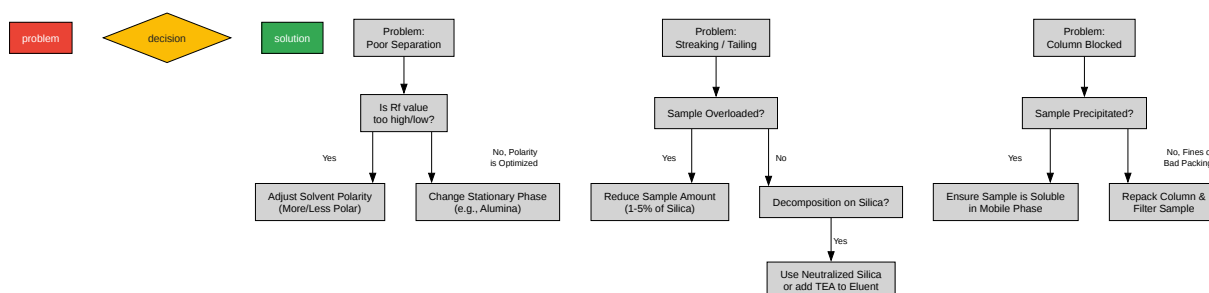 problem
decision
solution
Problem:
Poor Separation
Is Rf value
too high/low?
Yes
No, Polarity
is Optimized
Adjust Solvent Polarity
(More/Less Polar)
Change Stationary Phase
(e.g., Alumina)
Problem:
Streaking / Tailing
Sample Overloaded?
Yes
No
Reduce Sample Amount
(1-5% of Silica)
Decomposition on Silica?
Yes
Use Neutralized Silica
or add TEA to Eluent
Problem:
Column Blocked
Sample Precipitated?
Yes
No, Fines
Bad Packing
Ensure Sample is Soluble
in Mobile Phase
Repack Column &
Filter Sample